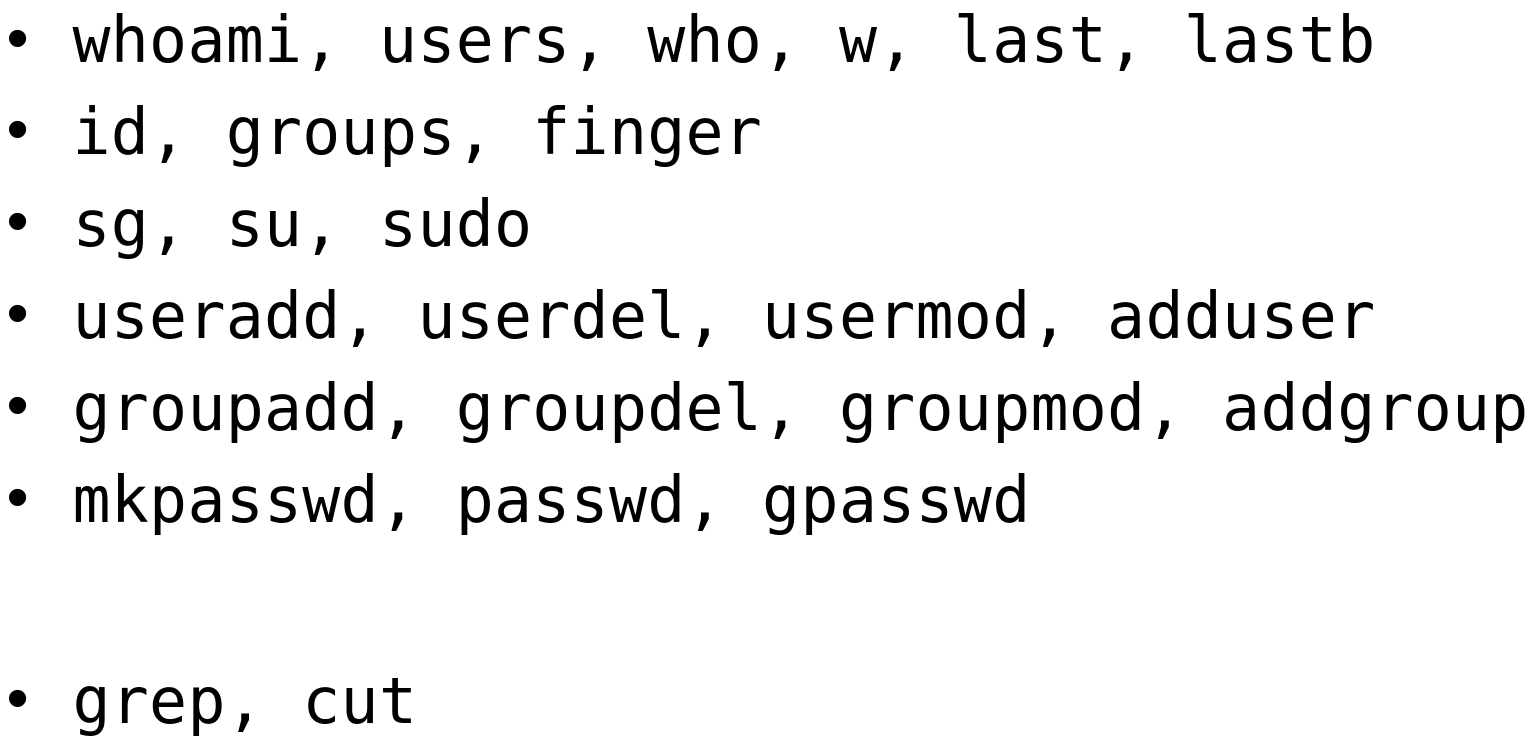 • whoami, users, who, w, last, lastb
• id, groups, finger
• sg, su, sudo
• useradd, userdel, usermod, adduser
• groupadd, groupdel, groupmod, addgroup
• mkpasswd, passwd, gpasswd
• grep, cut